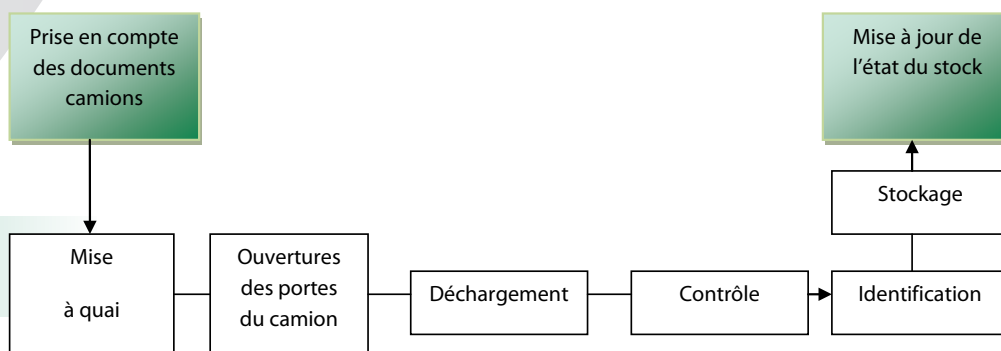 Prise en compte
des documents
camions
Mise à jour de
l’état du stock
Stockage
Mise
à quai
Ouvertures
des portes
du camion
Déchargement
Contrôle
Identification